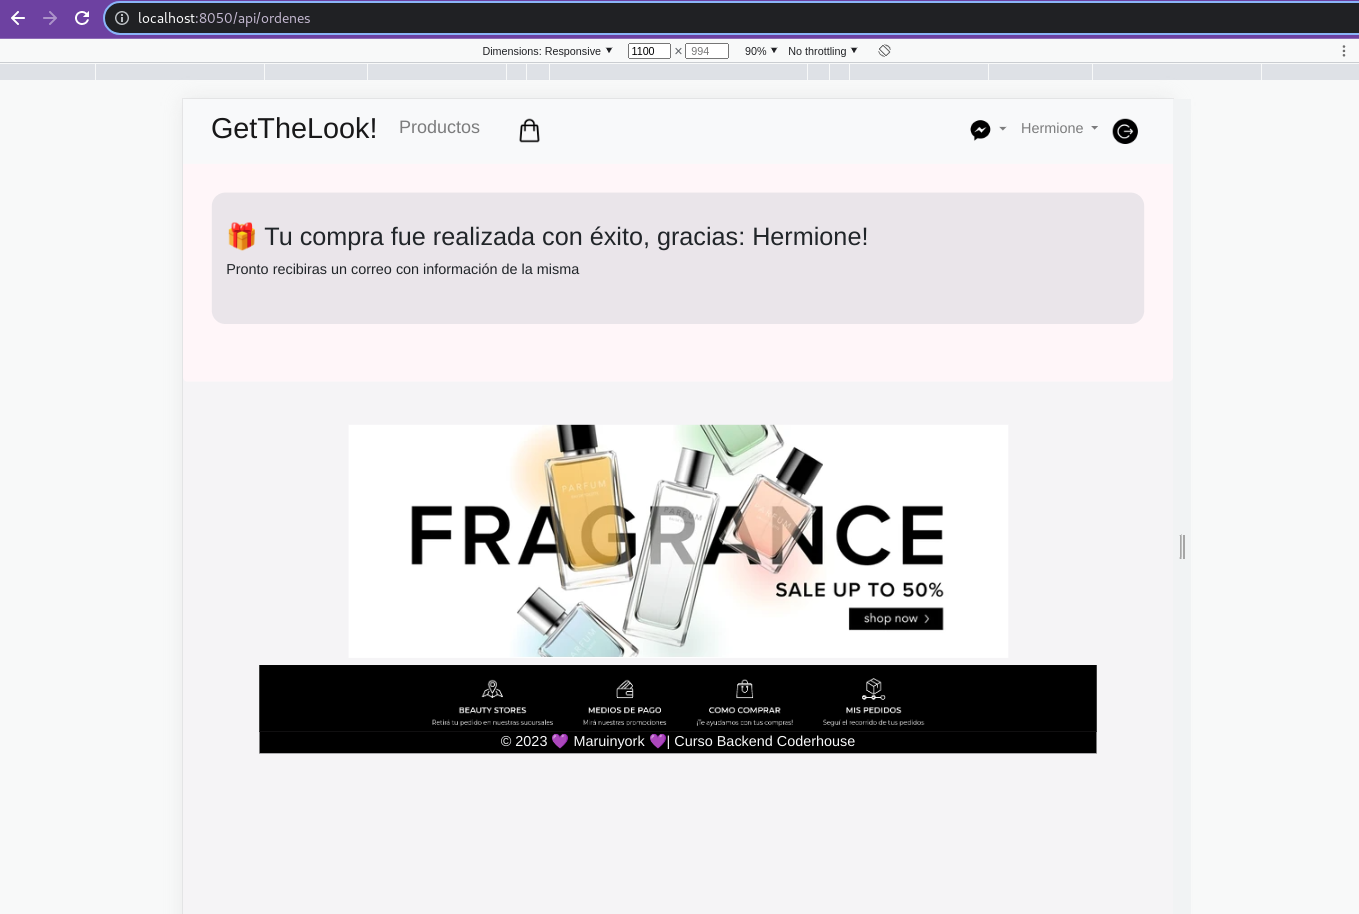 localhost:8050/api/ordenes
Dimensions: Responsive 1100 × 994 90% No throttling
GetTheLook! Productos Hermione
🎁 Tu compra fue realizada con éxito, gracias: Hermione!
Pronto recibiras un correo con información de la misma
PARFUM
PARFUM
PARFUM
FRAGRANCE
SALE UP TO 50%
shop now >
BEAUTY STORES MEDIOS DE PAGO COMO COMPRAR MIS PEDIDOS
Retirá tu pedido en nuestras sucursales Mirá nuestras promociones ¡Te ayudamos con tus compras! Seguí el recorrido de tus pedidos
© 2023 💜 Maruinyork 💜| Curso Backend Coderhouse